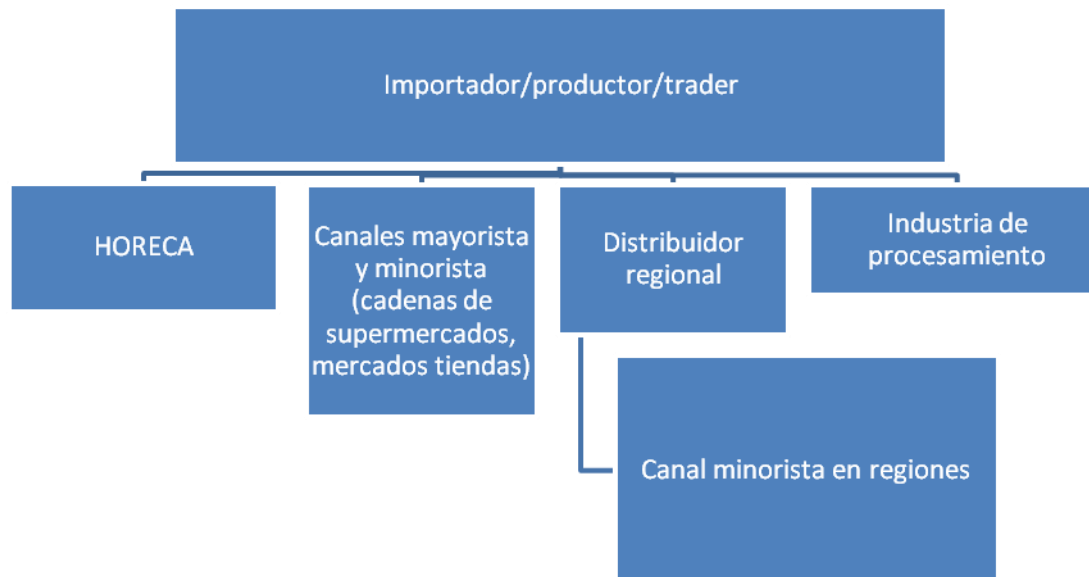 Importador/productor/trader
HORECA
Canales mayorista
y minorista
(cadenas de
supermercados,
mercados tiendas)
Distribuidor
regional
Industria de
procesamiento
Canal minorista en regiones